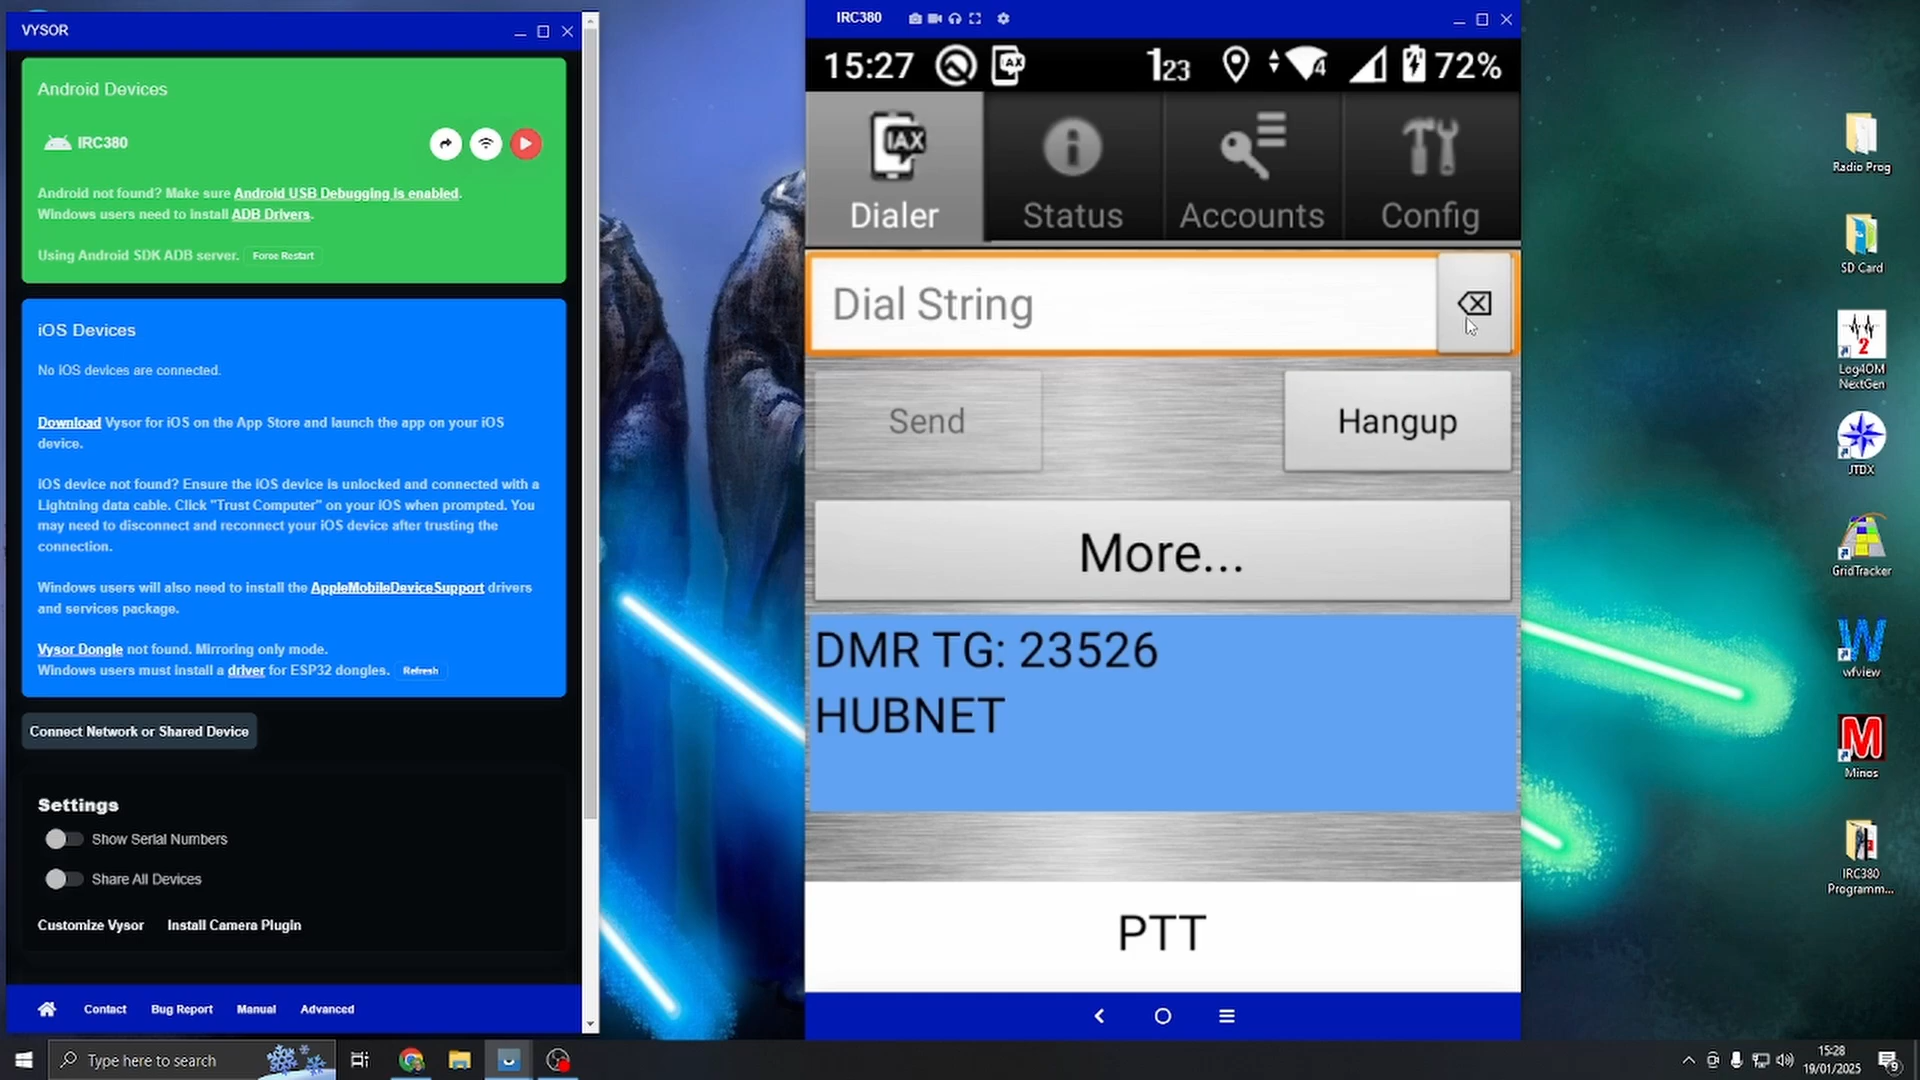 VYSOR
Android Devices
IRC380
Android not found? Make sure Android USB Debugging is enabled.
Windows users need to install ADB Drivers.
Using Android SDK ADB server. Force Restart
iOS Devices
No iOS devices are connected.
Download Vysor for iOS on the App Store and launch the app on your iOS
device.
iOS device not found? Ensure the iOS device is unlocked and connected with a
Lightning data cable. Click "Trust Computer" on your iOS when prompted. You
may need to disconnect and reconnect your iOS device after trusting the
connection.
Windows users will also need to install the AppleMobileDeviceSupport drivers
and services package.
Vysor Dongle not found. Mirroring only mode.
Windows users must install a driver for ESP32 dongles. Refresh
Connect Network or Shared Device
Settings
Show Serial Numbers
Share All Devices
Customize Vysor Install Camera Plugin
Contact Bug Report Manual Advanced
IRC380
15:27 IAX 123 4 72%
IAX
Dialer Status Accounts Config
Dial String
Send Hangup
More...
DMR TG: 23526
HUBNET
PTT
Radio Prog
SD Card
2
Log4OM
NextGen
JTDX
GridTracker
W
wfview
M
Minos
IRC380
Programm...
Type here to search
15:28
19/01/2025
9